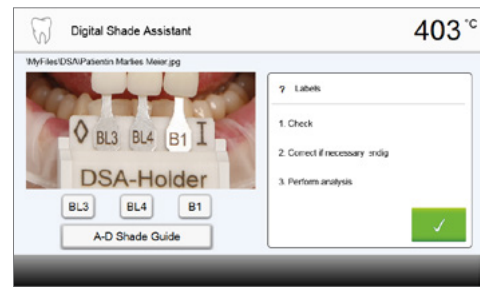 Digital Shade Assistant
403 °C
\MyFiles\DSA\Patientin Marlies Meier.jpg
BL3 BL4 B1
DSA-Holder
BL3 BL4 B1
A-D Shade Guide
? Labels
1. Check
2. Correct if necessary endig
3. Perform analysis